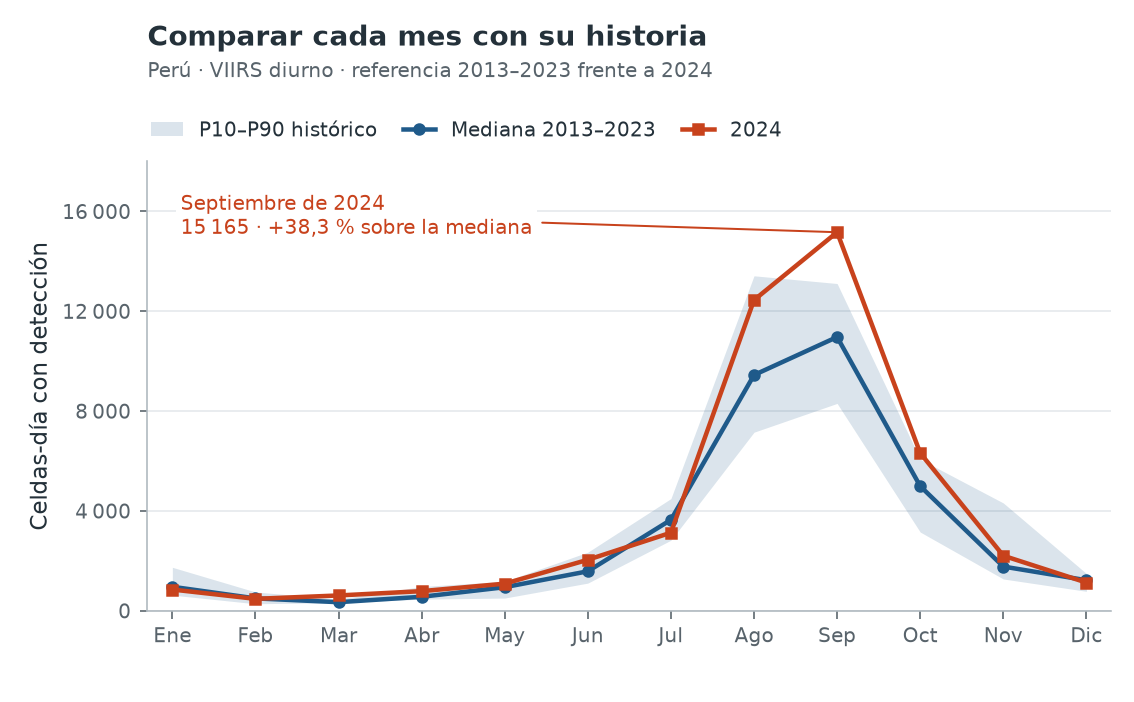 Comparar cada mes con su historia
Perú · VIIRS diurno · referencia 2013–2023 frente a 2024
P10–P90 histórico
Mediana 2013–2023
2024
Celdas-día con detección
16 000
12 000
8 000
4 000
0
Septiembre de 2024
15 165 · +38,3 % sobre la mediana
Ene Feb Mar Abr May Jun Jul Ago Sep Oct Nov Dic